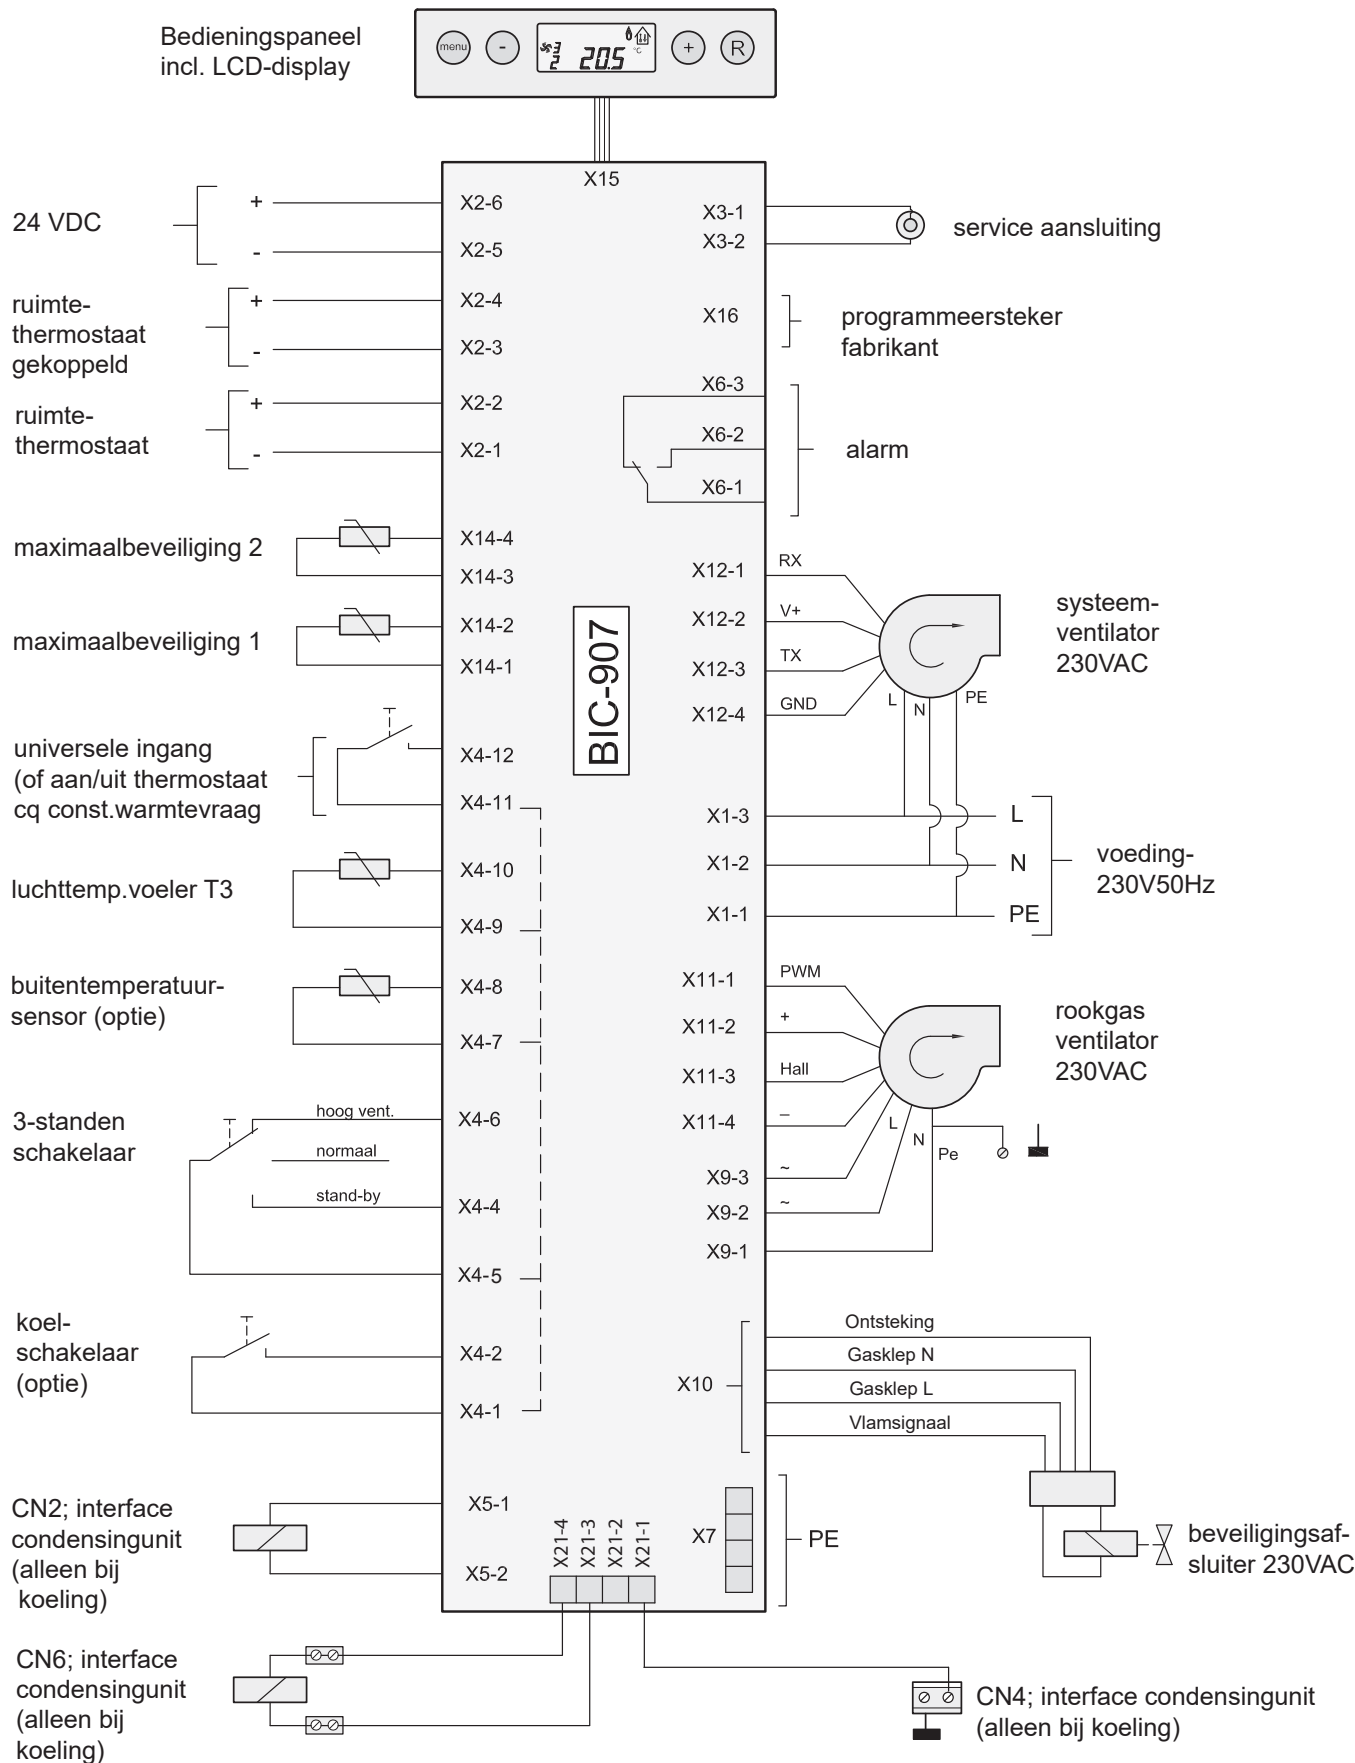 Bedieningspaneel
incl. LCD-display
menu
-
3
2
20.5
°C
+
R
X15
24 VDC
+
X2-6
-
X2-5
ruimte-
thermostaat
gekoppeld
+
X2-4
-
X2-3
ruimte-
thermostaat
+
X2-2
-
X2-1
maximaalbeveiliging 2
X14-4
X14-3
maximaalbeveiliging 1
X14-2
X14-1
universele ingang
(of aan/uit thermostaat
cq const.warmtevraag
X4-12
X4-11
luchttemp.voeler T3
X4-10
X4-9
buitentemperatuur-
sensor (optie)
X4-8
X4-7
3-standen
schakelaar
hoog vent.
normaal
stand-by
X4-6
X4-4
X4-5
koel-
schakelaar
(optie)
X4-2
X4-1
CN2; interface
condensingunit
(alleen bij
koeling)
X5-1
X5-2
CN6; interface
condensingunit
(alleen bij
koeling)
BIC-907
X21-4
X21-3
X21-2
X21-1
X3-1
X3-2
service aansluiting
X16
programmeersteker
fabrikant
X6-3
X6-2
X6-1
alarm
X12-1
RX
X12-2
V+
X12-3
TX
X12-4
GND
L
N
PE
systeem-
ventilator
230VAC
X1-3
L
X1-2
N
X1-1
PE
voeding-
230V50Hz
X11-1
PWM
X11-2
+
X11-3
Hall
X11-4
–
X9-3
~
X9-2
~
X9-1
L
N
Pe
rookgas
ventilator
230VAC
X10
Ontsteking
Gasklep N
Gasklep L
Vlamsignaal
beveiligingsaf-
sluiter 230VAC
X7
PE
CN4; interface condensingunit
(alleen bij koeling)